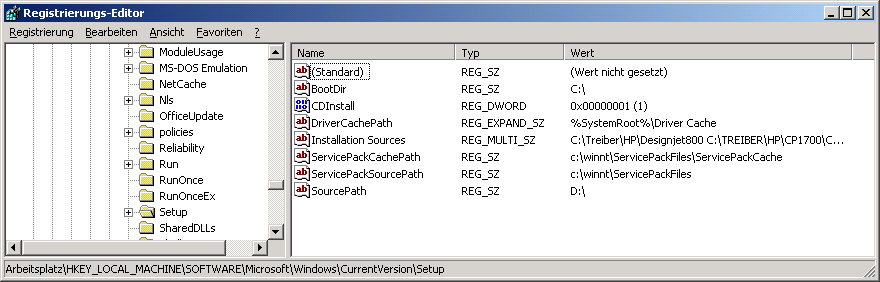 Registrierungs-Editor
Registrierung Bearbeiten Ansicht Favoriten ?
ModuleUsage
MS-DOS Emulation
NetCache
Nls
OfficeUpdate
policies
Reliability
Run
RunOnce
RunOnceEx
Setup
SharedDLLs
Name Typ Wert
(Standard) REG_SZ (Wert nicht gesetzt)
BootDir REG_SZ C:\
CDInstall REG_DWORD 0x00000001 (1)
DriverCachePath REG_EXPAND_SZ %SystemRoot%\Driver Cache
Installation Sources REG_MULTI_SZ C:\Treiber\HP\Designjet800 C:\TREIBER\HP\CP1700\C...
ServicePackCachePath REG_SZ c:\winnt\ServicePackFiles\ServicePackCache
ServicePackSourcePath REG_SZ c:\winnt\ServicePackFiles
SourcePath REG_SZ D:\
Arbeitsplatz\HKEY_LOCAL_MACHINE\SOFTWARE\Microsoft\Windows\CurrentVersion\Setup